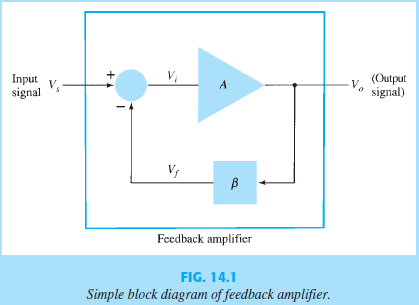 Input
signal
V_s
+
−
V_i
A
V_o
(Output
signal)
V_f
β
Feedback amplifier
FIG. 14.1
Simple block diagram of feedback amplifier.